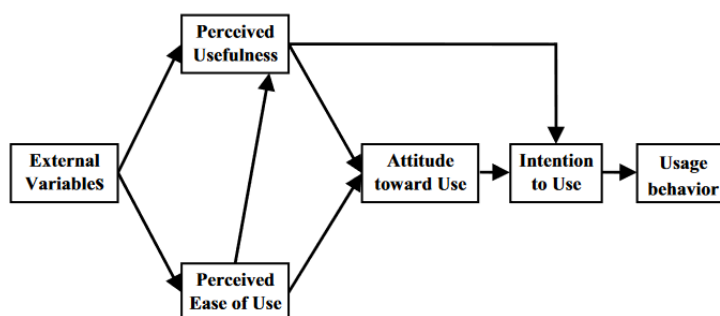 Perceived
Usefulness
External
Variables
Attitude
toward Use
Intention
to Use
Usage
behavior
Perceived
Ease of Use